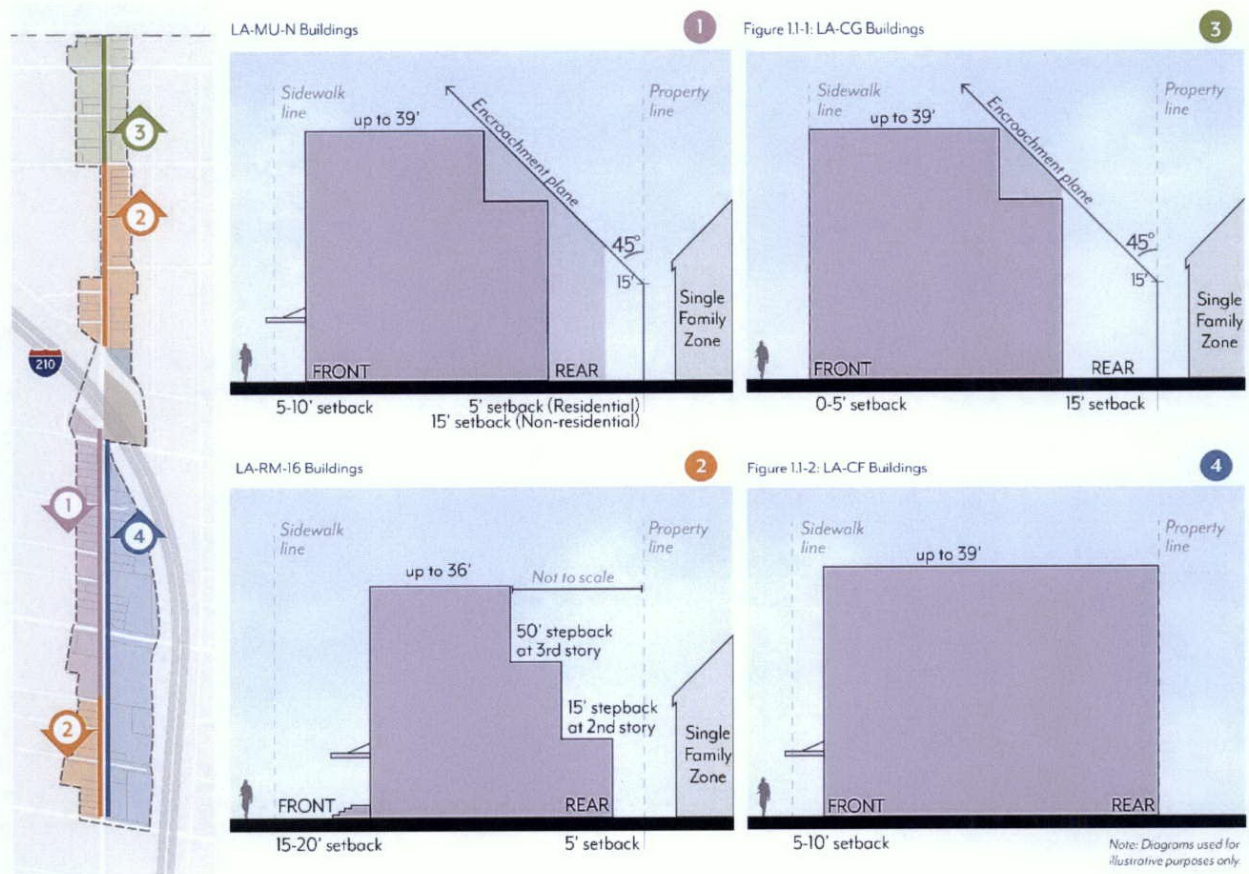 3
2
210
1
4
2
LA-MU-N Buildings
1
Sidewalk
line
Property
line
up to 39'
Encroachment plane
45°
15'
Single
Family
Zone
FRONT
REAR
5-10' setback
5' setback (Residential)
15' setback (Non-residential)
Figure 1.1-1: LA-CG Buildings
3
Sidewalk
line
Property
line
up to 39'
Encroachment plane
45°
15'
Single
Family
Zone
FRONT
REAR
0-5' setback
15' setback
LA-RM-16 Buildings
2
Sidewalk
line
Property
line
up to 36'
Not to scale
50' stepback
at 3rd story
15' stepback
at 2nd story
Single
Family
Zone
FRONT
REAR
15-20' setback
5' setback
Figure 1.1-2: LA-CF Buildings
4
Sidewalk
line
Property
line
up to 39'
FRONT
REAR
5-10' setback
Note: Diagrams used for
illustrative purposes only.